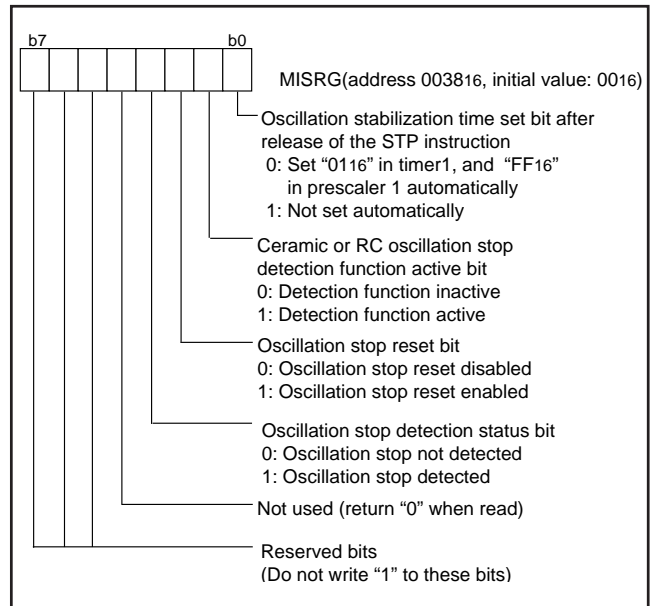 b7 b0
MISRG(address 003816, initial value: 0016)
Oscillation stabilization time set bit after
release of the STP instruction
0: Set “0116” in timer1, and “FF16”
in prescaler 1 automatically
1: Not set automatically
Ceramic or RC oscillation stop
detection function active bit
0: Detection function inactive
1: Detection function active
Oscillation stop reset bit
0: Oscillation stop reset disabled
1: Oscillation stop reset enabled
Oscillation stop detection status bit
0: Oscillation stop not detected
1: Oscillation stop detected
Not used (return “0” when read)
Reserved bits
(Do not write “1” to these bits)